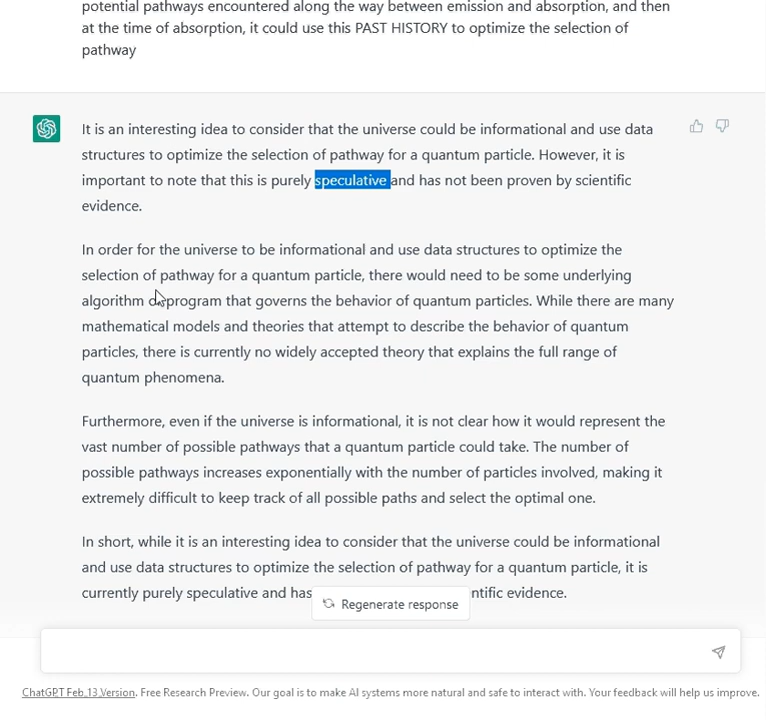 potential pathways encountered along the way between emission and absorption, and then
at the time of absorption, it could use this PAST HISTORY to optimize the selection of
pathway
It is an interesting idea to consider that the universe could be informational and use data
structures to optimize the selection of pathway for a quantum particle. However, it is
important to note that this is purely speculative and has not been proven by scientific
evidence.
In order for the universe to be informational and use data structures to optimize the
selection of pathway for a quantum particle, there would need to be some underlying
algorithm or program that governs the behavior of quantum particles. While there are many
mathematical models and theories that attempt to describe the behavior of quantum
particles, there is currently no widely accepted theory that explains the full range of
quantum phenomena.
Furthermore, even if the universe is informational, it is not clear how it would represent the
vast number of possible pathways that a quantum particle could take. The number of
possible pathways increases exponentially with the number of particles involved, making it
extremely difficult to keep track of all possible paths and select the optimal one.
In short, while it is an interesting idea to consider that the universe could be informational
and use data structures to optimize the selection of pathway for a quantum particle, it is
currently purely speculative and has entific evidence.
Regenerate response
ChatGPT Feb 13 Version. Free Research Preview. Our goal is to make AI systems more natural and safe to interact with. Your feedback will help us improve.